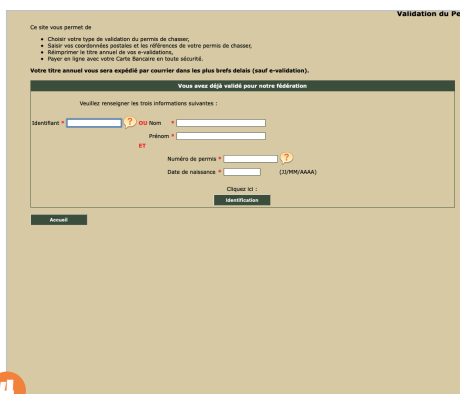 Validation du Pe
Ce site vous permet de
• Choisir votre type de validation du permis de chasser,
• Saisir vos coordonnées postales et les références de votre permis de chasser,
• Réimprimer le titre annuel de vos e-validations,
• Payer en ligne avec votre Carte Bancaire en toute sécurité.
Votre titre annuel vous sera expédié par courrier dans les plus brefs delais (sauf e-validation).
Vous avez déjà validé pour notre fédération
Veuillez renseigner les trois informations suivantes :
Identifiant * ? OU Nom *
Prénom *
ET
Numéro de permis * ?
Date de naissance * (JJ/MM/AAAA)
Cliquez ici :
Identification
Accueil